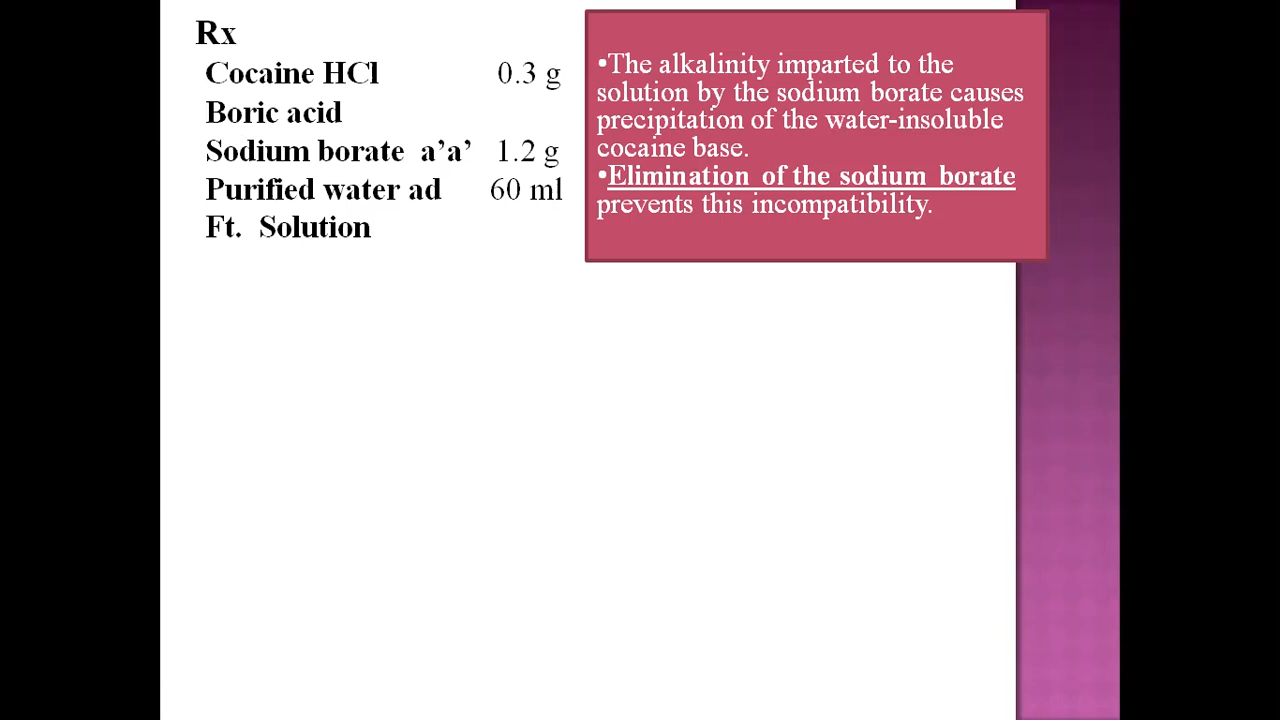 Rx
Cocaine HCl 0.3 g
Boric acid
Sodium borate a’a’ 1.2 g
Purified water ad 60 ml
Ft. Solution
•The alkalinity imparted to the
solution by the sodium borate causes
precipitation of the water-insoluble
cocaine base.
•Elimination of the sodium borate
prevents this incompatibility.